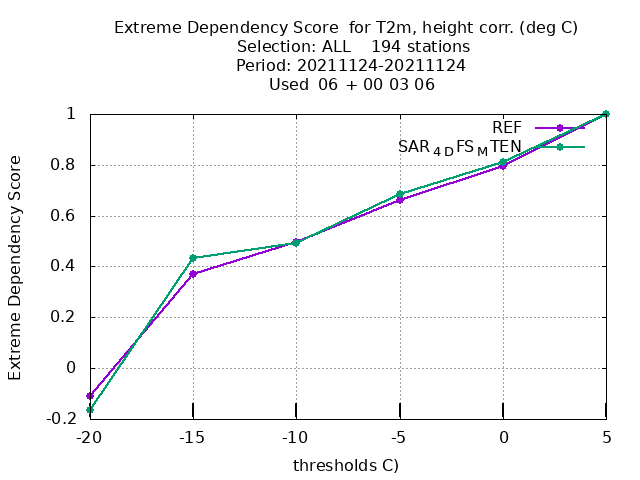 Extreme Dependency Score for T2m, height corr. (deg C)
Selection: ALL 194 stations
Period: 20211124-20211124
Used 06 + 00 03 06
REF
SAR4DFSMTEN
Extreme Dependency Score
1
0.8
0.6
0.4
0.2
0
-0.2
-20 -15 -10 -5 0 5
thresholds C)